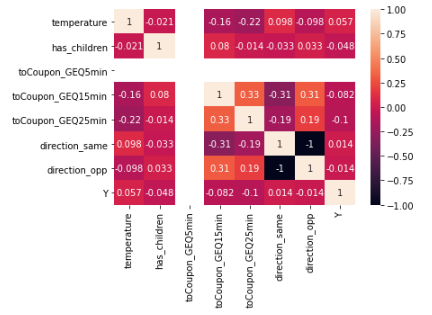 temperature 1 -0.021 -0.16 -0.22 0.098 -0.098 0.057
has_children -0.021 1 0.08 -0.014 -0.033 0.033 -0.048
toCoupon_GEQ5min
toCoupon_GEQ15min -0.16 0.08 1 0.33 -0.31 0.31 -0.082
toCoupon_GEQ25min -0.22 -0.014 0.33 1 -0.19 0.19 -0.1
direction_same 0.098 -0.033 -0.31 -0.19 1 -1 0.014
direction_opp -0.098 0.033 0.31 0.19 -1 1 -0.014
Y 0.057 -0.048 -0.082 -0.1 0.014 -0.014 1
temperature
has_children
toCoupon_GEQ5min
toCoupon_GEQ15min
toCoupon_GEQ25min
direction_same
direction_opp
Y
1.00
0.75
0.50
0.25
0.00
−0.25
−0.50
−0.75
−1.00